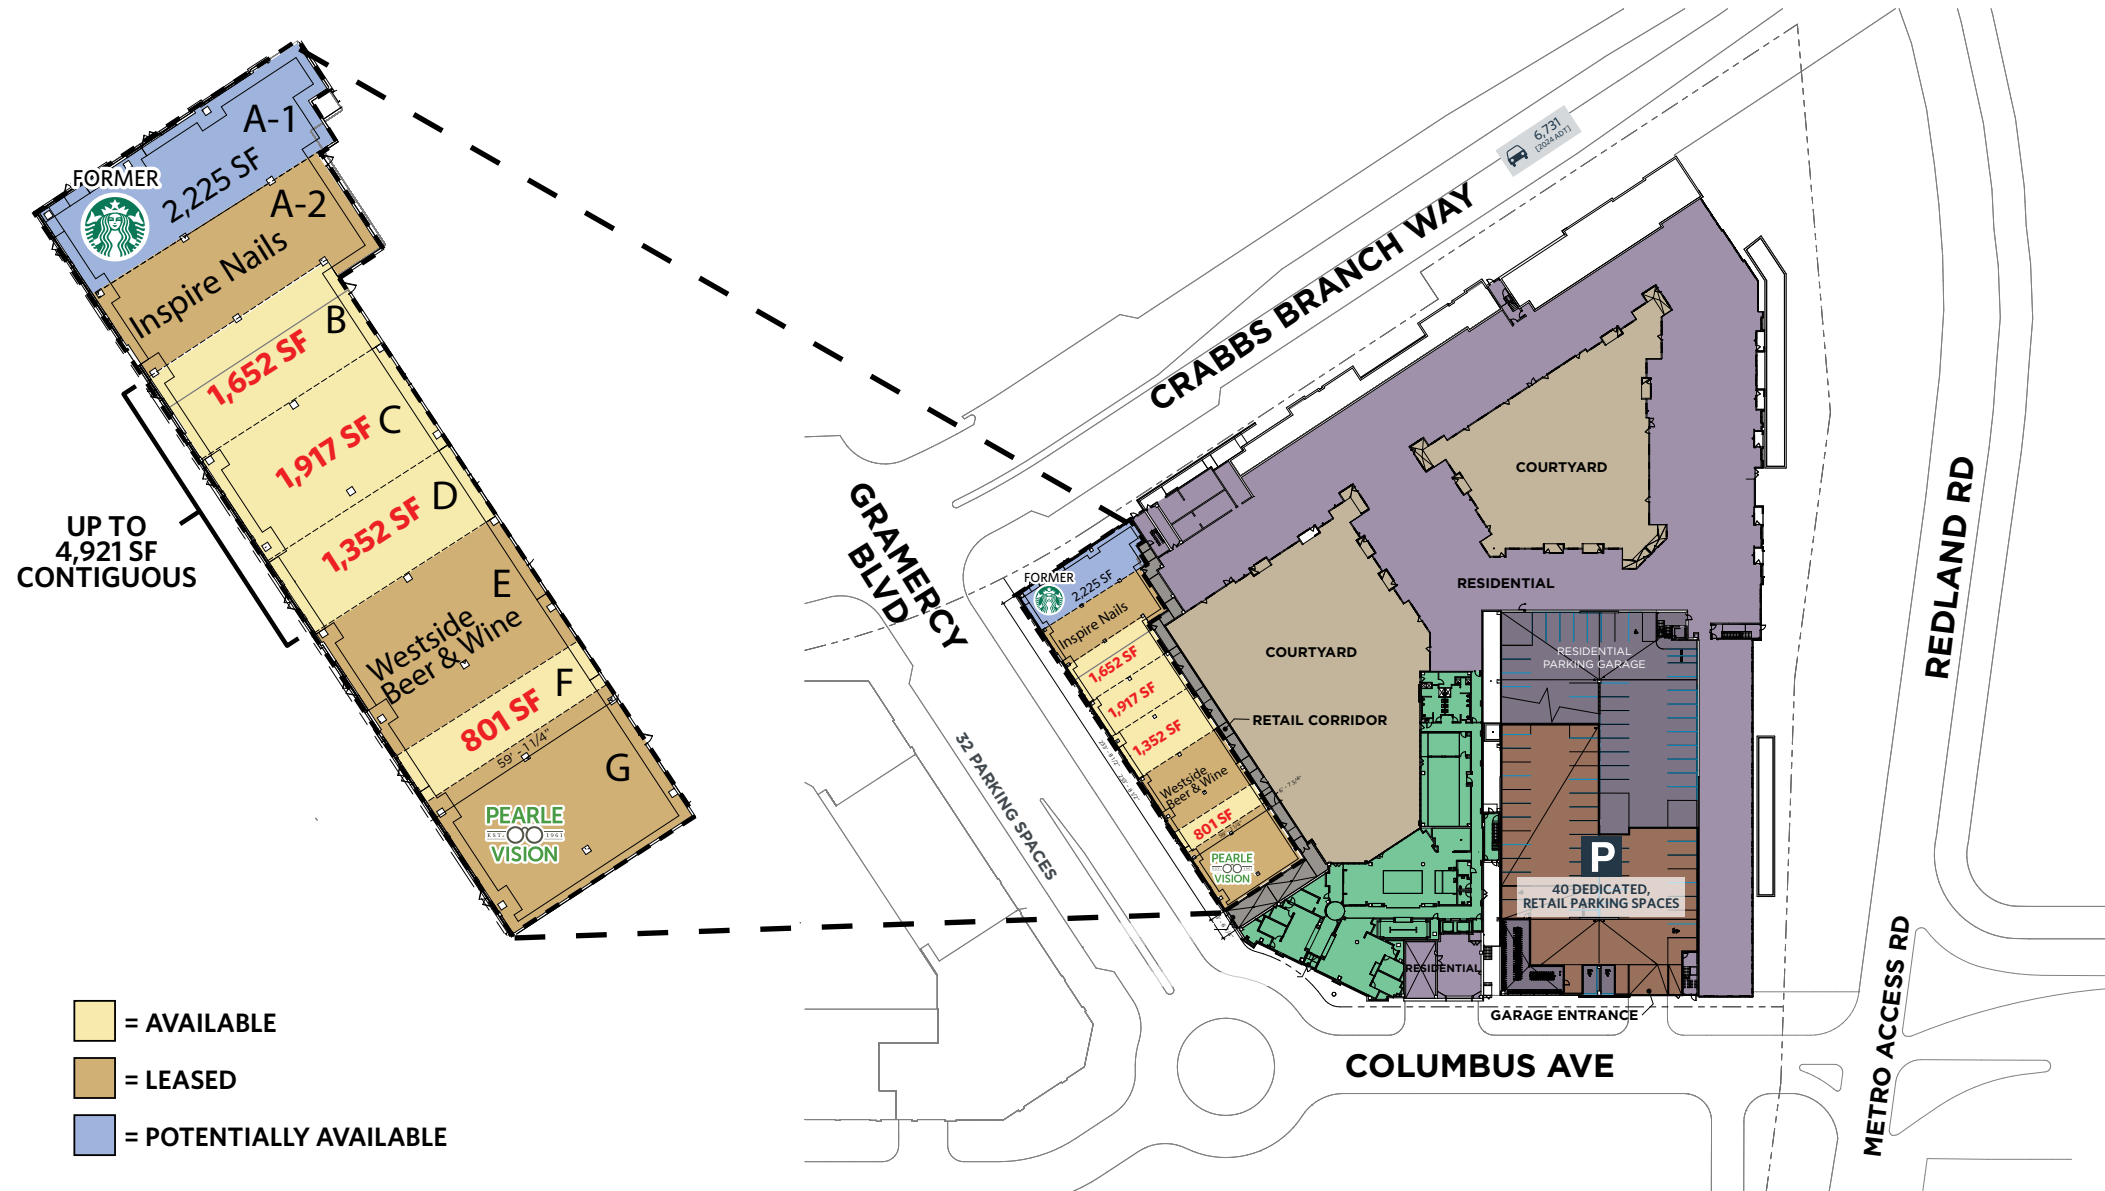 A-1
2,225 SF
FORMER
A-2
Inspire Nails
B
1,652 SF
C
1,917 SF
D
1,352 SF
UP TO
4,921 SF
CONTIGUOUS
E
Westside
Beer & Wine
F
801 SF
59' - 11/4"
G
PEARLE
EST. 1961
VISION
= AVAILABLE
= LEASED
= POTENTIALLY AVAILABLE
6,731
[2024 ADT]
CRABBS BRANCH WAY
GRAMERCY
BLVD
REDLAND RD
COURTYARD
FORMER
2,225 SF
Inspire Nails
1,652 SF
1,917 SF
1,352 SF
Westside
Beer & Wine
801 SF
PEARLE
VISION
COURTYARD
RETAIL CORRIDOR
RESIDENTIAL
RESIDENTIAL
PARKING GARAGE
32 PARKING SPACES
P
40 DEDICATED,
RETAIL PARKING SPACES
RESIDENTIAL
GARAGE ENTRANCE
COLUMBUS AVE
METRO ACCESS RD